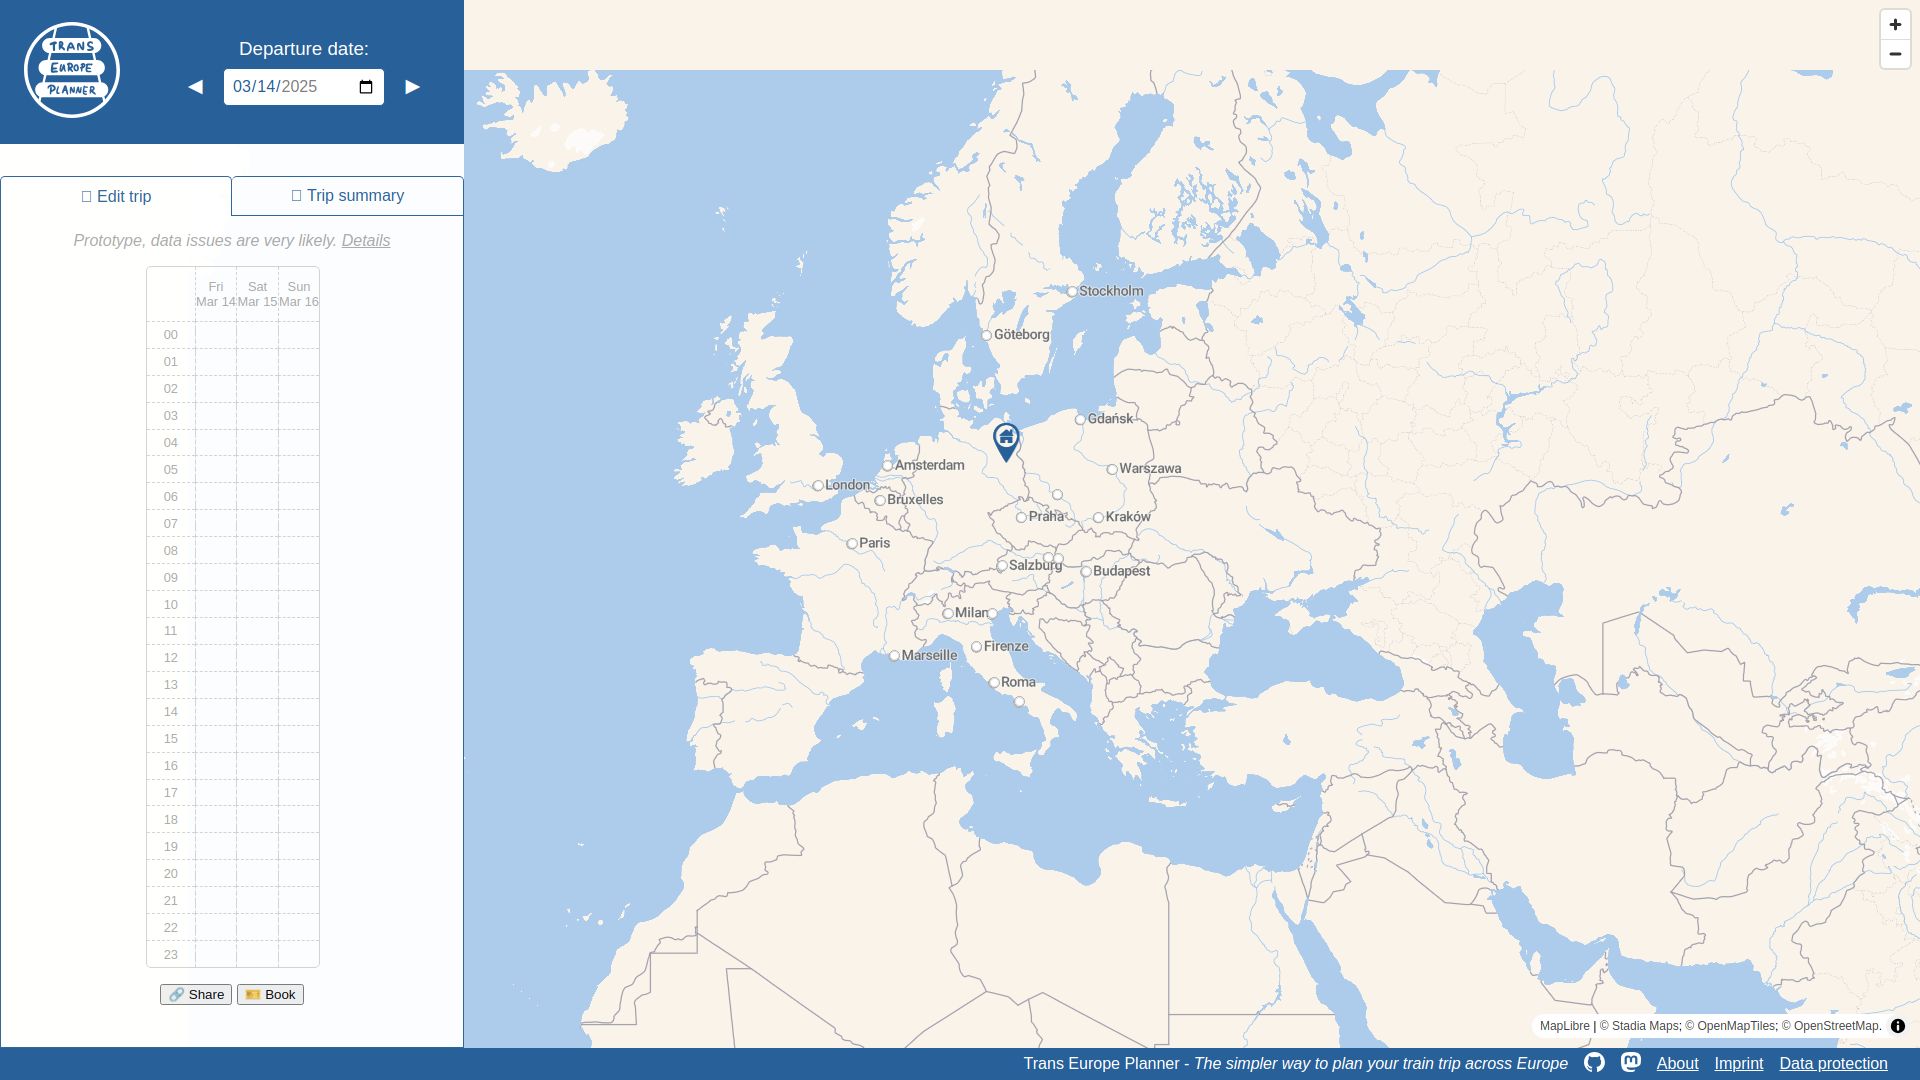 TRANS
EUROPE
PLANNER
Departure date:
◀ 03/14/2025 ▶
Edit trip
Trip summary
Prototype, data issues are very likely. Details
Fri Sat Sun
Mar 14 Mar 15 Mar 16
00
01
02
03
04
05
06
07
08
09
10
11
12
13
14
15
16
17
18
19
20
21
22
23
Share
Book
+
−
Stockholm
Göteborg
Gdańsk
Amsterdam
Warszawa
London
Bruxelles
Praha
Kraków
Paris
Salzburg
Budapest
Milan
Firenze
Marseille
Roma
MapLibre | © Stadia Maps; © OpenMapTiles; © OpenStreetMap.
Trans Europe Planner - The simpler way to plan your train trip across Europe
About
Imprint
Data protection